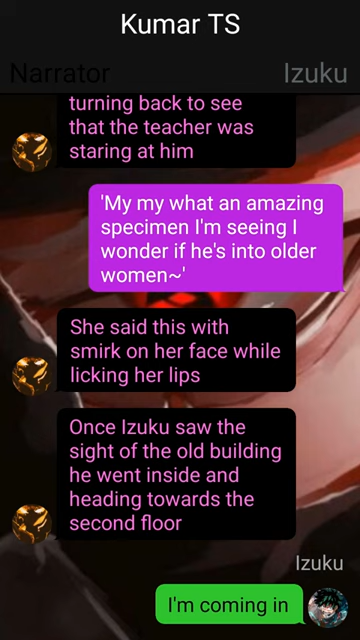 Kumar TS
Narrator
Izuku
turning back to see
that the teacher was
staring at him
'My my what an amazing
specimen I'm seeing I
wonder if he's into older
women~'
She said this with
smirk on her face while
licking her lips
Once Izuku saw the
sight of the old building
he went inside and
heading towards the
second floor
Izuku
I'm coming in